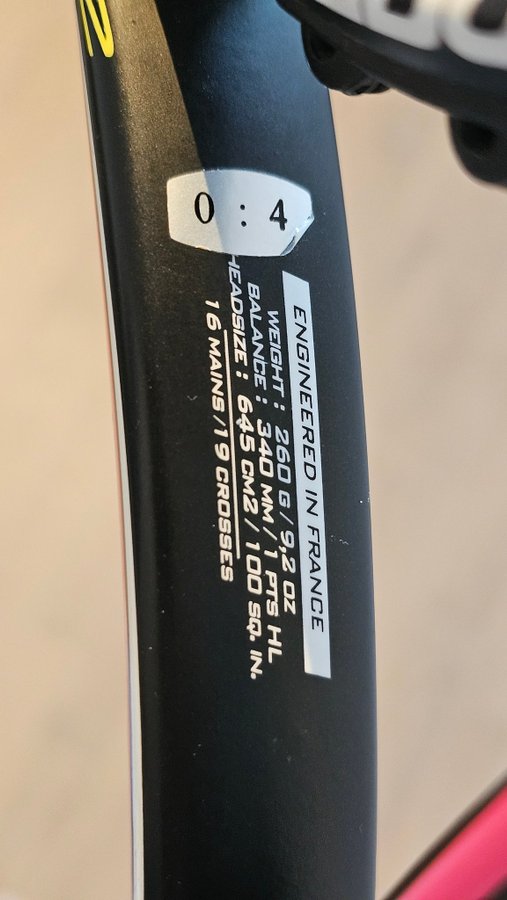 0 : 4
ENGINEERED IN FRANCE
WEIGHT : 260 G / 9,2 OZ
BALANCE : 340 MM / 1 PTS HL
HEADSIZE : 645 CM2 / 100 SQ. IN.
16 MAINS / 19 CROSSES